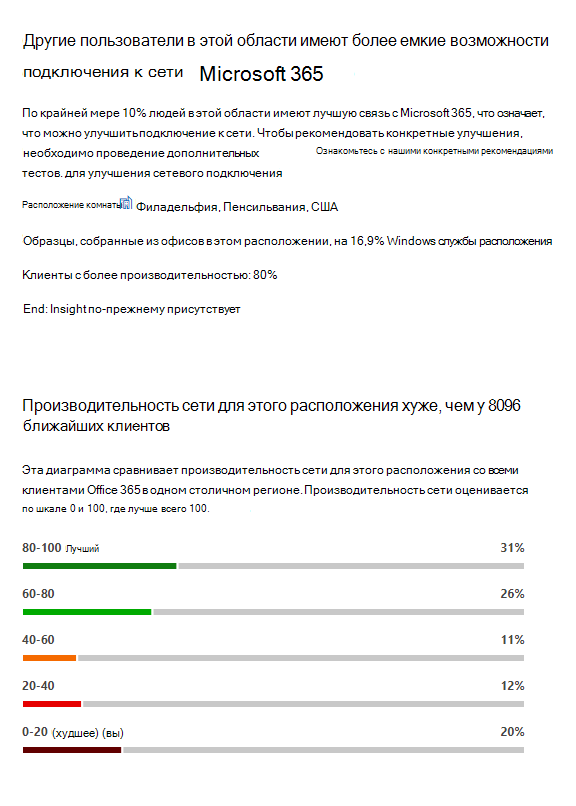 Другие пользователи в этой области имеют более емкие возможности
подключения к сети Microsoft 365
По крайней мере 10% людей в этой области имеют лучшую связь с Microsoft 365, что означает,
что можно улучшить подключение к сети. Чтобы рекомендовать конкретные улучшения,
необходимо проведение дополнительных Ознакомьтесь с нашими конкретными рекомендациями
тестов. для улучшения сетевого подключения
Расположение комнаты Филадельфия, Пенсильвания, США
Образцы, собранные из офисов в этом расположении, на 16,9% Windows службы расположения
Клиенты с более производительностью: 80%
End: Insight по-прежнему присутствует
Производительность сети для этого расположения хуже, чем у 8096
ближайших клиентов
Эта диаграмма сравнивает производительность сети для этого расположения со всеми
клиентами Office 365 в одном столичном регионе. Производительность сети оценивается
по шкале 0 и 100, где лучше всего 100.
80-100 Лучший 31%
60-80 26%
40-60 11%
20-40 12%
0-20 (худшее) (вы) 20%